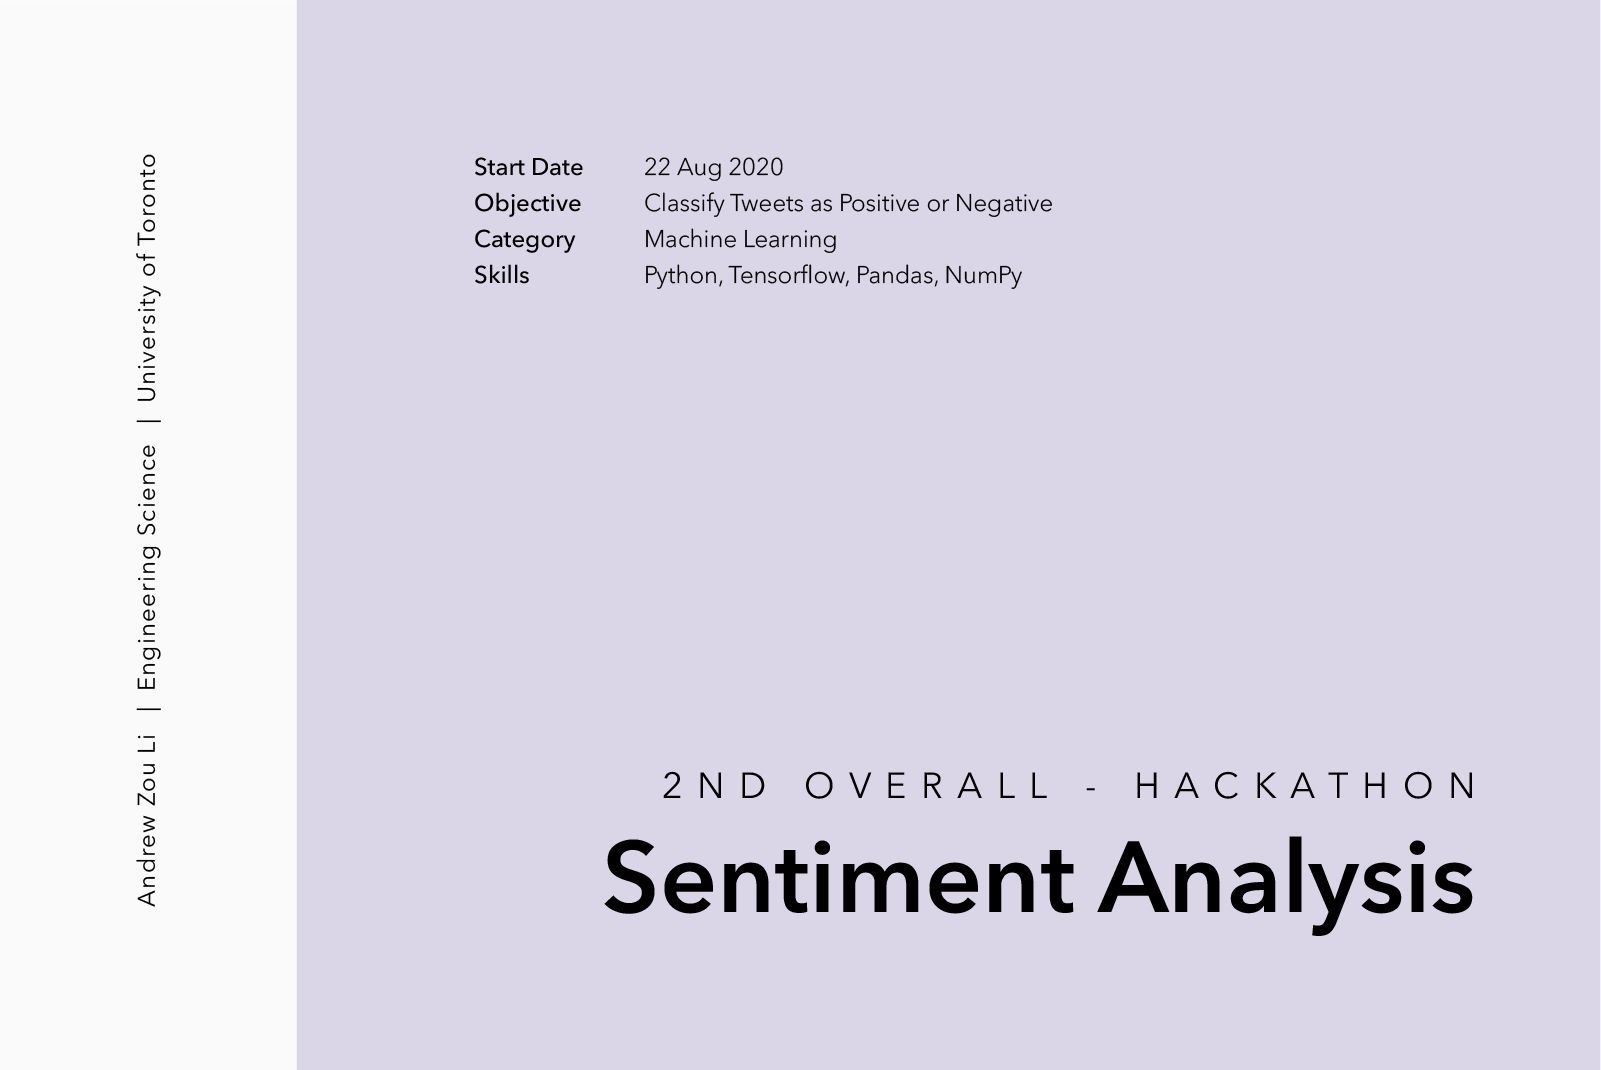 Andrew Zou Li | Engineering Science | University of Toronto
Start Date 22 Aug 2020
Objective Classify Tweets as Positive or Negative
Category Machine Learning
Skills Python, Tensorflow, Pandas, NumPy
2ND OVERALL - HACKATHON
Sentiment Analysis